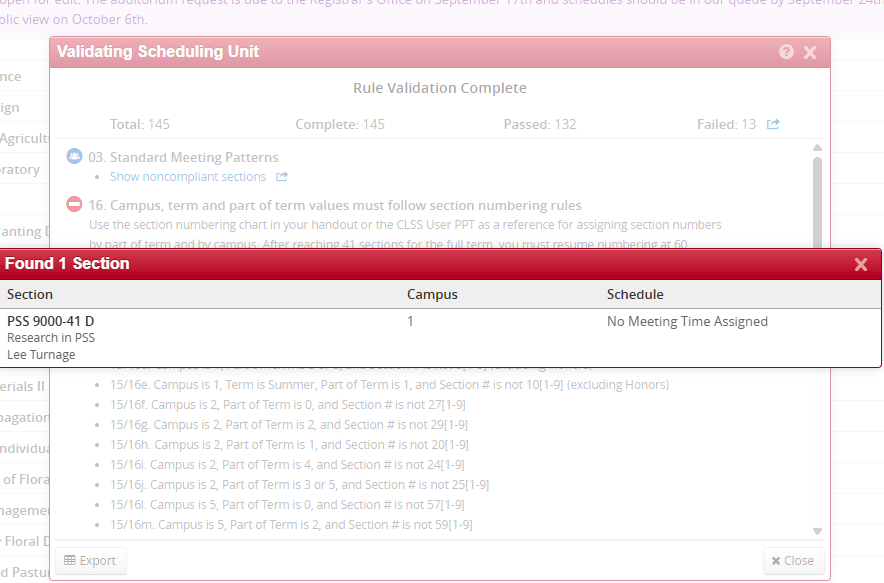 open for edit. The auditorium request is due to the Registrar's Office on September 17th and schedules should be in our queue by September 24th
blic view on October 6th.
Validating Scheduling Unit
Rule Validation Complete
Total: 145 Complete: 145 Passed: 132 Failed: 13
03. Standard Meeting Patterns
Show noncompliant sections
16. Campus, term and part of term values must follow section numbering rules
Use the section numbering chart in your handout or the CLSS User PPT as a reference for assigning section numbers
by part of term and by campus. After reaching 41 sections for the full term, you must resume numbering at 60.
Found 1 Section
Section Campus Schedule
PSS 9000-41 D 1 No Meeting Time Assigned
Research in PSS
Lee Turnage
15/16e. Campus is 1, Term is Summer, Part of Term is 1, and Section # is not 10[1-9] (excluding Honors)
15/16f. Campus is 2, Part of Term is 0, and Section # is not 27[1-9]
15/16g. Campus is 2, Part of Term is 2, and Section # is not 29[1-9]
15/16h. Campus is 2, Part of Term is 1, and Section # is not 20[1-9]
15/16i. Campus is 2, Part of Term is 4, and Section # is not 24[1-9]
15/16j. Campus is 2, Part of Term is 3 or 5, and Section # is not 25[1-9]
15/16l. Campus is 5, Part of Term is 0, and Section # is not 57[1-9]
15/16m. Campus is 5, Part of Term is 2, and Section # is not 59[1-9]
Export
Close
nce
ign
Agricult
ratory
anting D
erials II
pagation
ndividua
of Flora
nagemen
Floral D
d Pastu